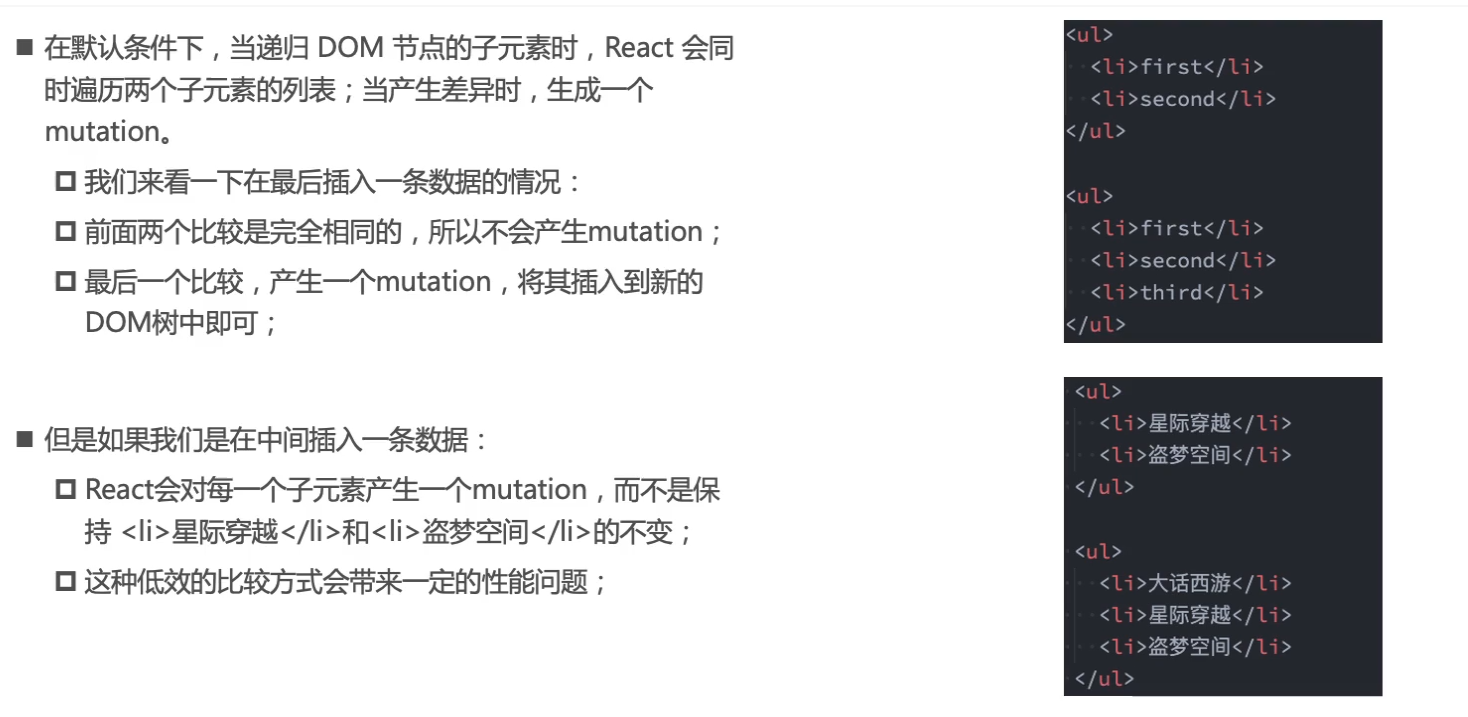 ■ 在默认条件下，当递归 DOM 节点的子元素时，React 会同
时遍历两个子元素的列表；当产生差异时，生成一个
mutation。
我们来看一下在最后插入一条数据的情况：
前面两个比较是完全相同的，所以不会产生mutation；
最后一个比较，产生一个mutation，将其插入到新的
DOM树中即可；
■ 但是如果我们是在中间插入一条数据：
React会对每一个子元素产生一个mutation，而不是保
持 <li>星际穿越</li>和<li>盗梦空间</li>的不变；
这种低效的比较方式会带来一定的性能问题；
<ul>
<li>first</li>
<li>second</li>
</ul>
<ul>
<li>first</li>
<li>second</li>
<li>third</li>
</ul>
<ul>
<li>星际穿越</li>
<li>盗梦空间</li>
</ul>
<ul>
<li>大话西游</li>
<li>星际穿越</li>
<li>盗梦空间</li>
</ul>